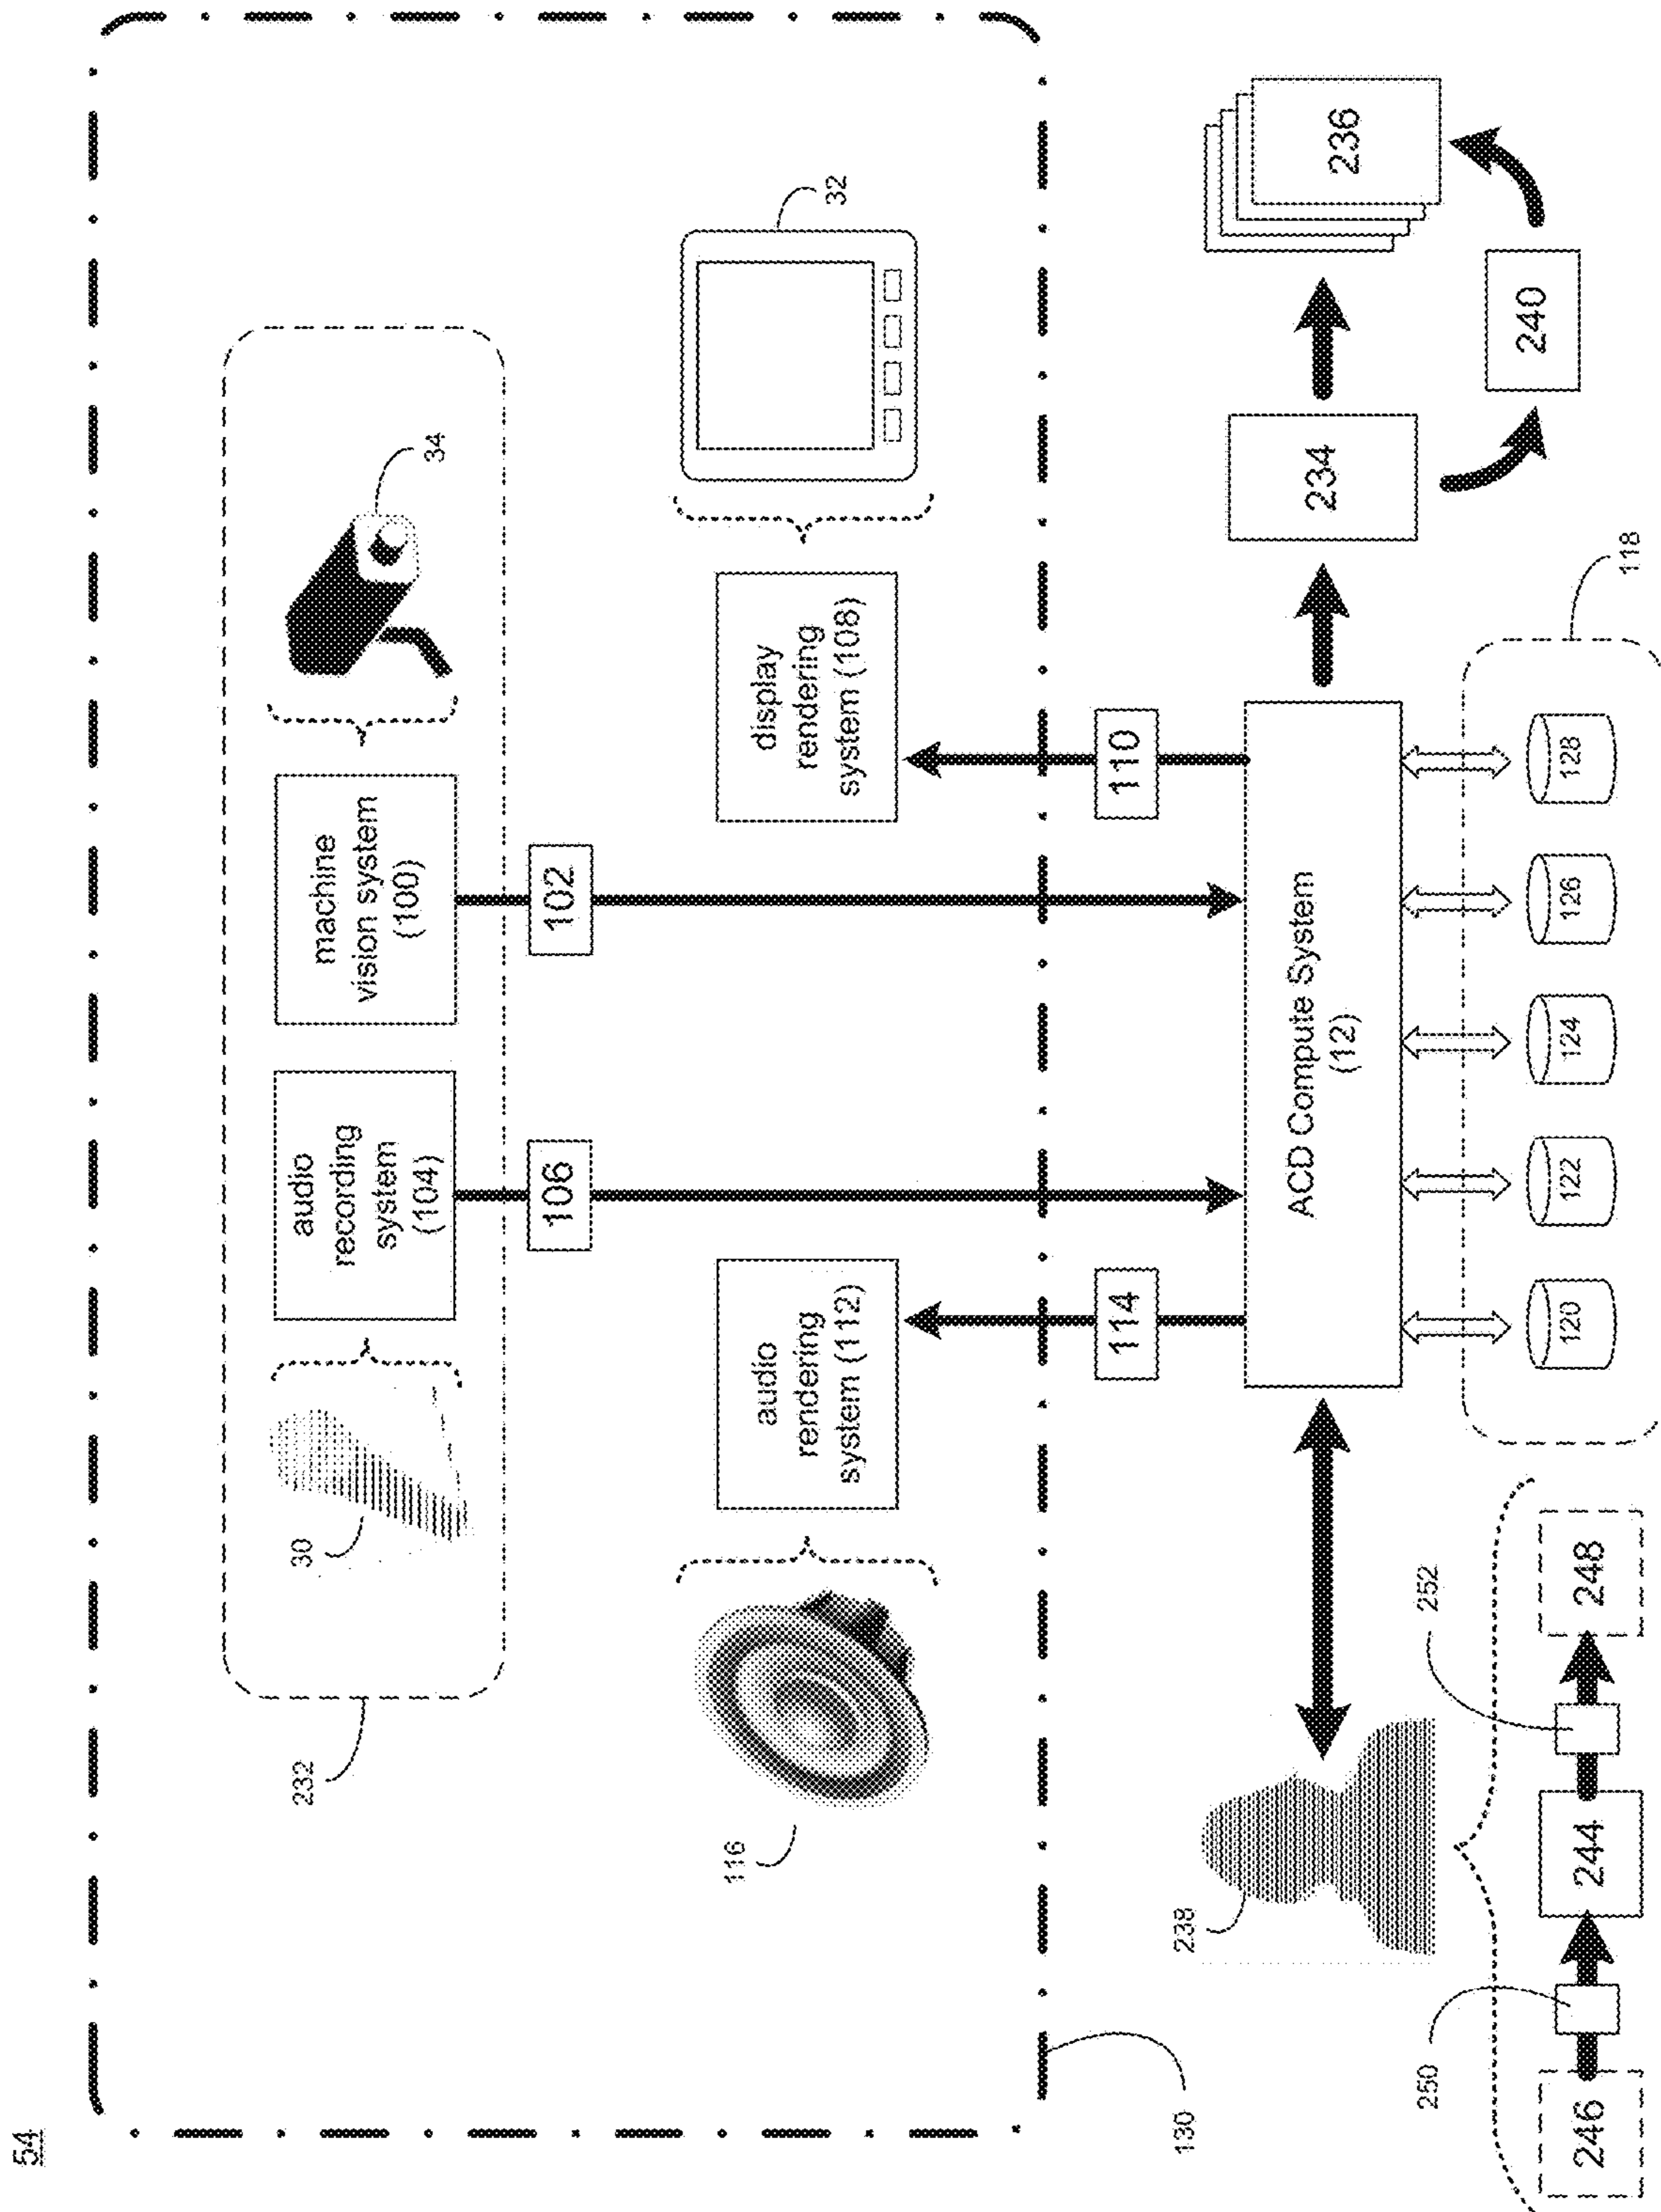 54
232
30
audio
recording
system
(104)
machine
vision system
(100)
34
106
102
116
audio
rendering
system (112)
display
rendering
system (108)
32
130
114
110
238
ACD Compute System
(12)
234
236
240
118
120
122
124
126
128
250
252
246
244
248